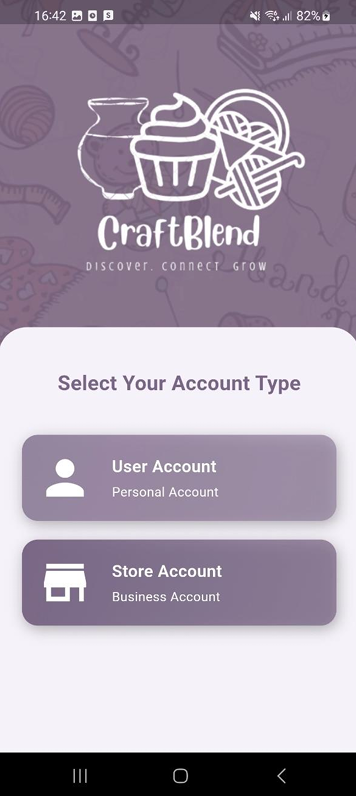 16:42
82%
CraftBlend
DISCOVER. CONNECT. GROW
Select Your Account Type
User Account
Personal Account
Store Account
Business Account